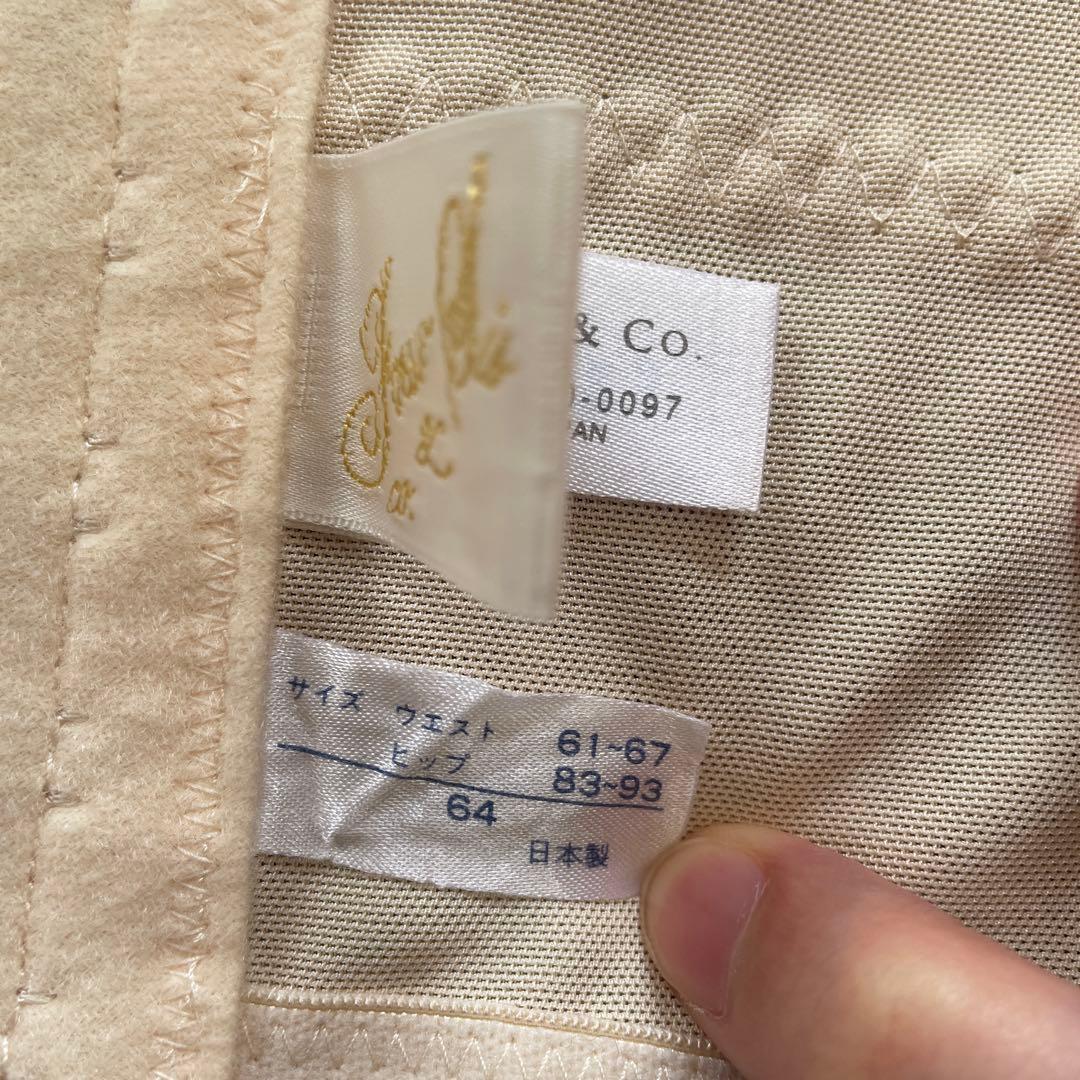 & Co.
-0097
AN
Co.
サイズ ウエスト 61~67
ヒップ 83~93
64
日本製